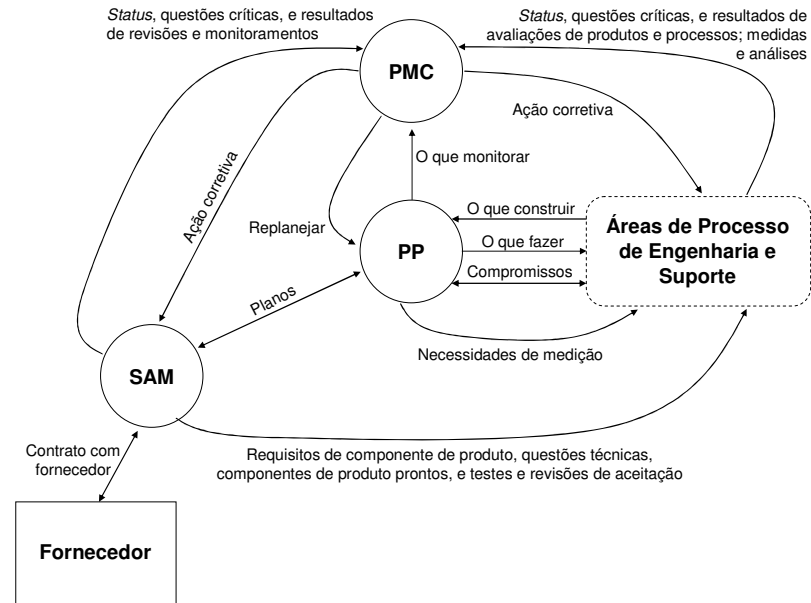 Status, questões críticas, e resultados
de revisões e monitoramentos
Status, questões críticas, e resultados de
avaliações de produtos e processos; medidas
e análises
PMC
Ação corretiva
Ação corretiva
O que monitorar
Replanejar
PP
O que construir
O que fazer
Compromissos
Áreas de Processo
de Engenharia e
Suporte
Planos
Necessidades de medição
SAM
Contrato com
fornecedor
Requisitos de componente de produto, questões técnicas,
componentes de produto prontos, e testes e revisões de aceitação
Fornecedor